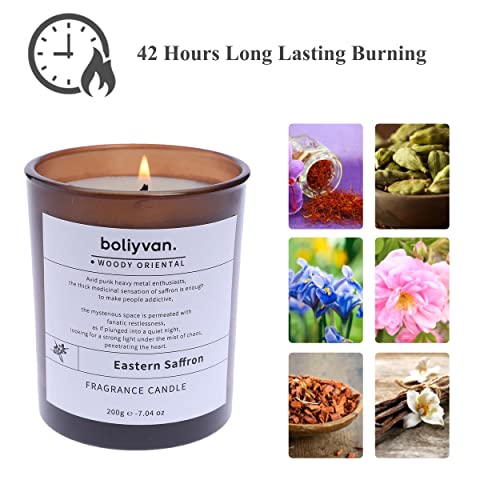 42 Hours Long Lasting Burning
boliyvan.
• WOODY ORIENTAL
Avid punk heavy metal enthusiasts,
the thick medicinal sensation of saffron is enough
to make people addictive,
the mysterious space is permeated with
fanatic restlessness,
as if plunged into a quiet night,
looking for a strong light under the mist of chaos,
penetrating the heart.
Eastern Saffron
FRAGRANCE CANDLE
200g ℮ -7.04 oz